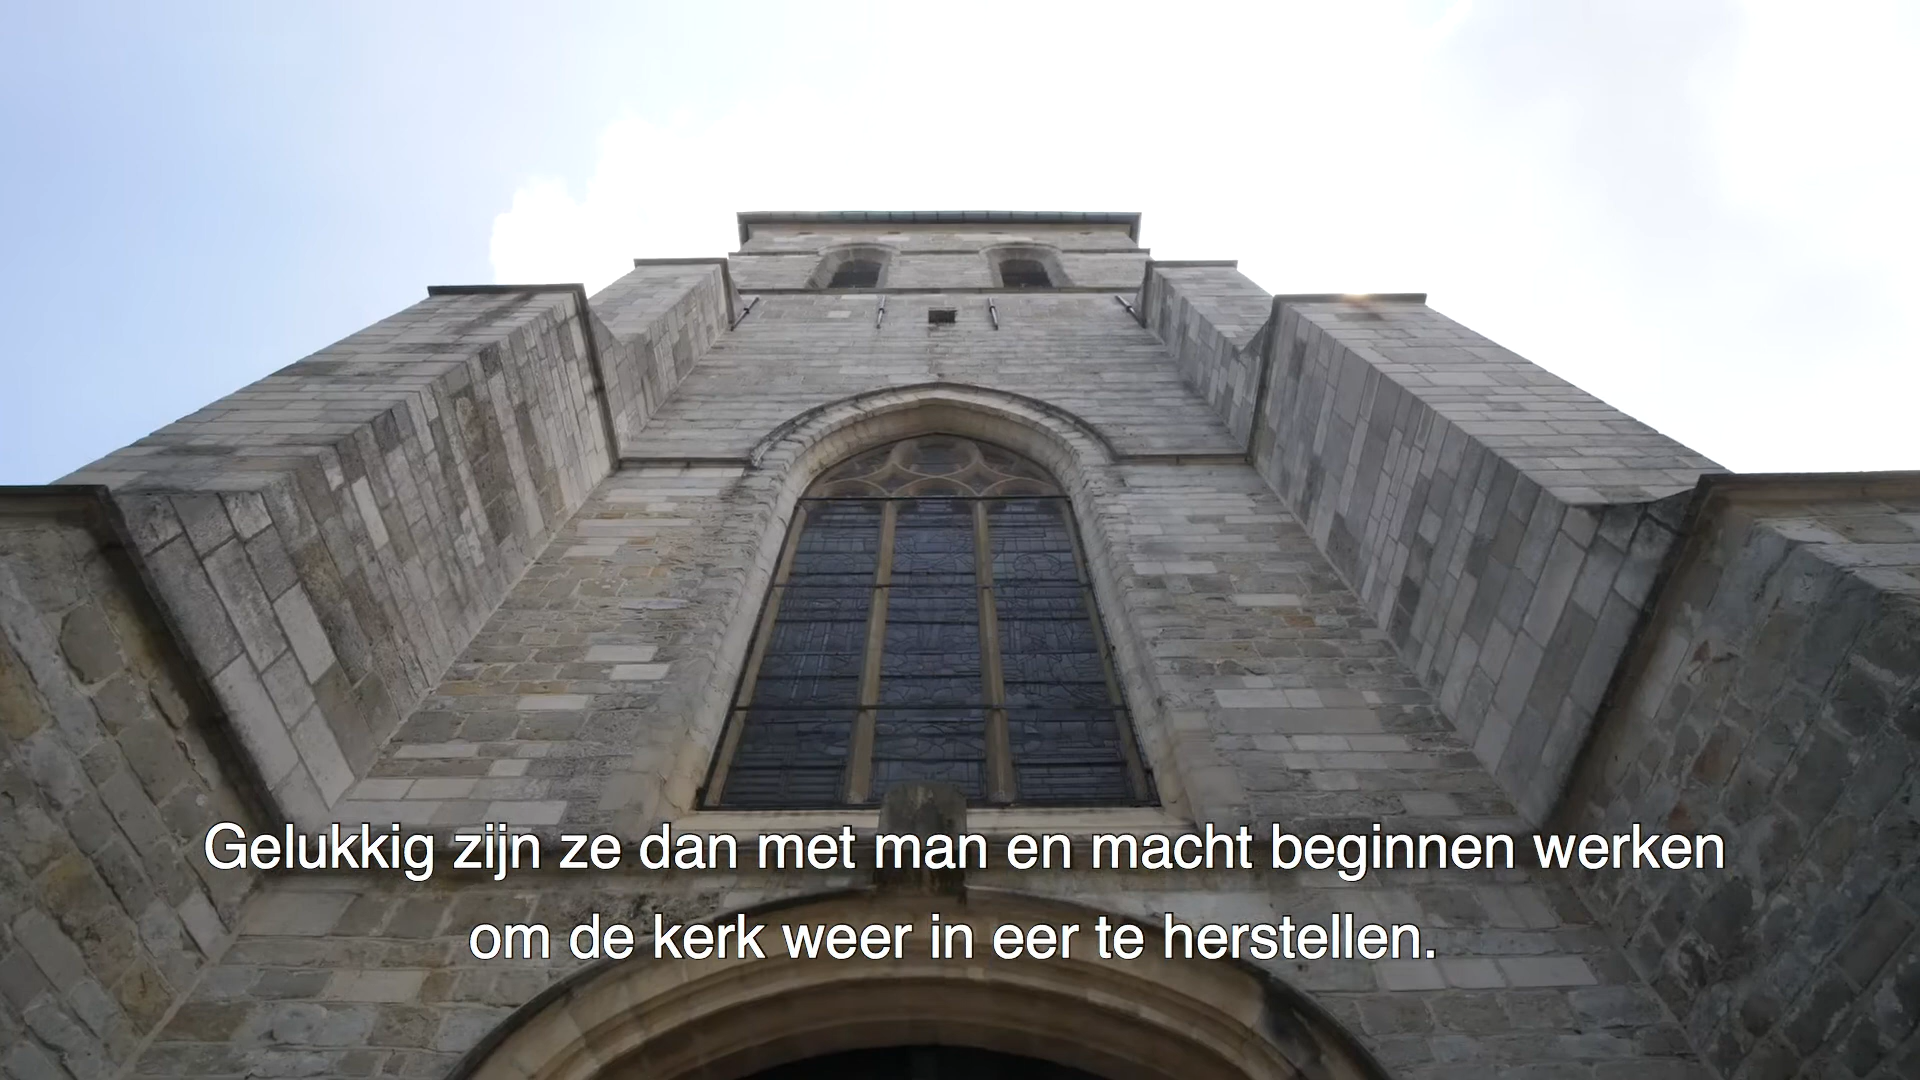 Gelukkig zijn ze dan met man en macht beginnen werken
om de kerk weer in eer te herstellen.